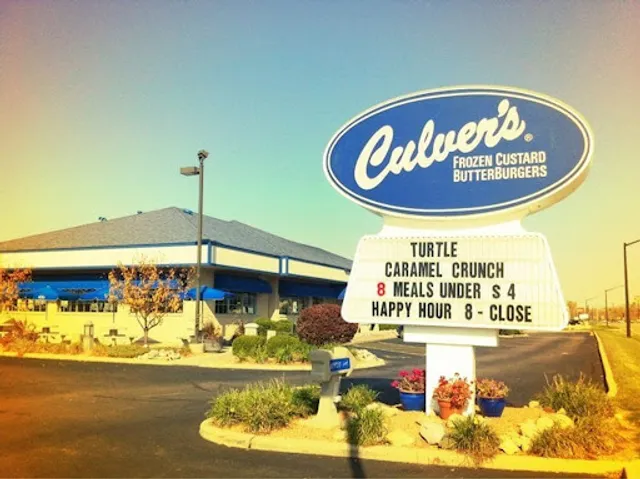 Culver's®
FROZEN CUSTARD
BUTTERBURGERS
TURTLE
CARAMEL CRUNCH
8 MEALS UNDER $ 4
HAPPY HOUR 8 - CLOSE